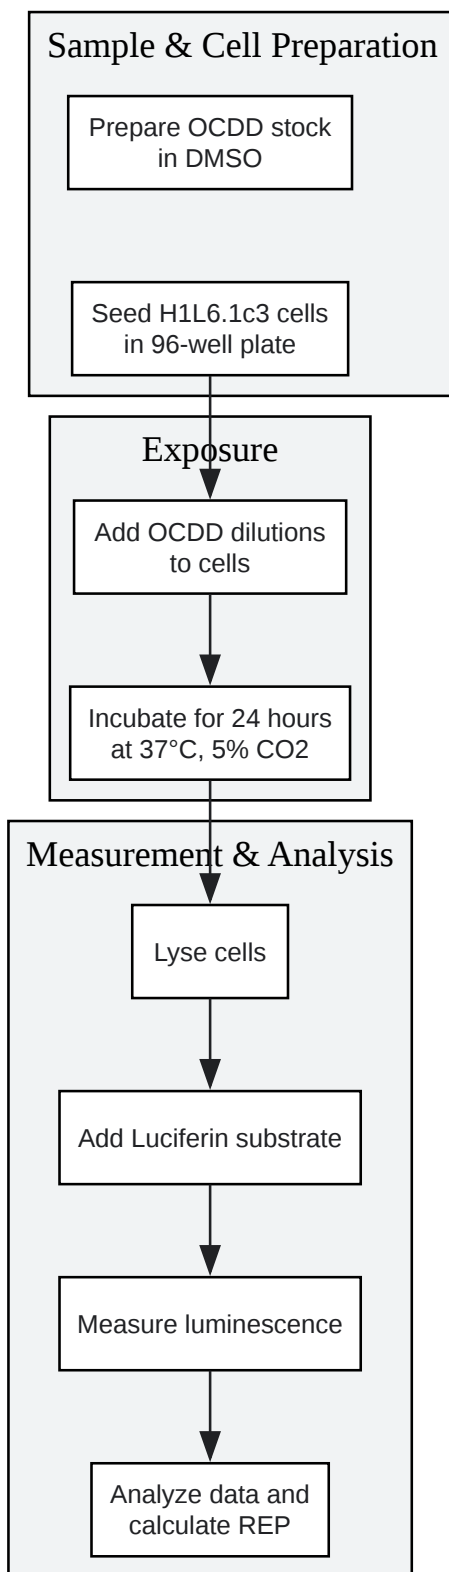 Sample & Cell Preparation
Prepare OCDD stock
in DMSO
Seed H1L6.1c3 cells
in 96-well plate
Exposure
Add OCDD dilutions
to cells
Incubate for 24 hours
at 37°C, 5% CO2
Measurement & Analysis
Lyse cells
Add Luciferin substrate
Measure luminescence
Analyze data and
calculate REP